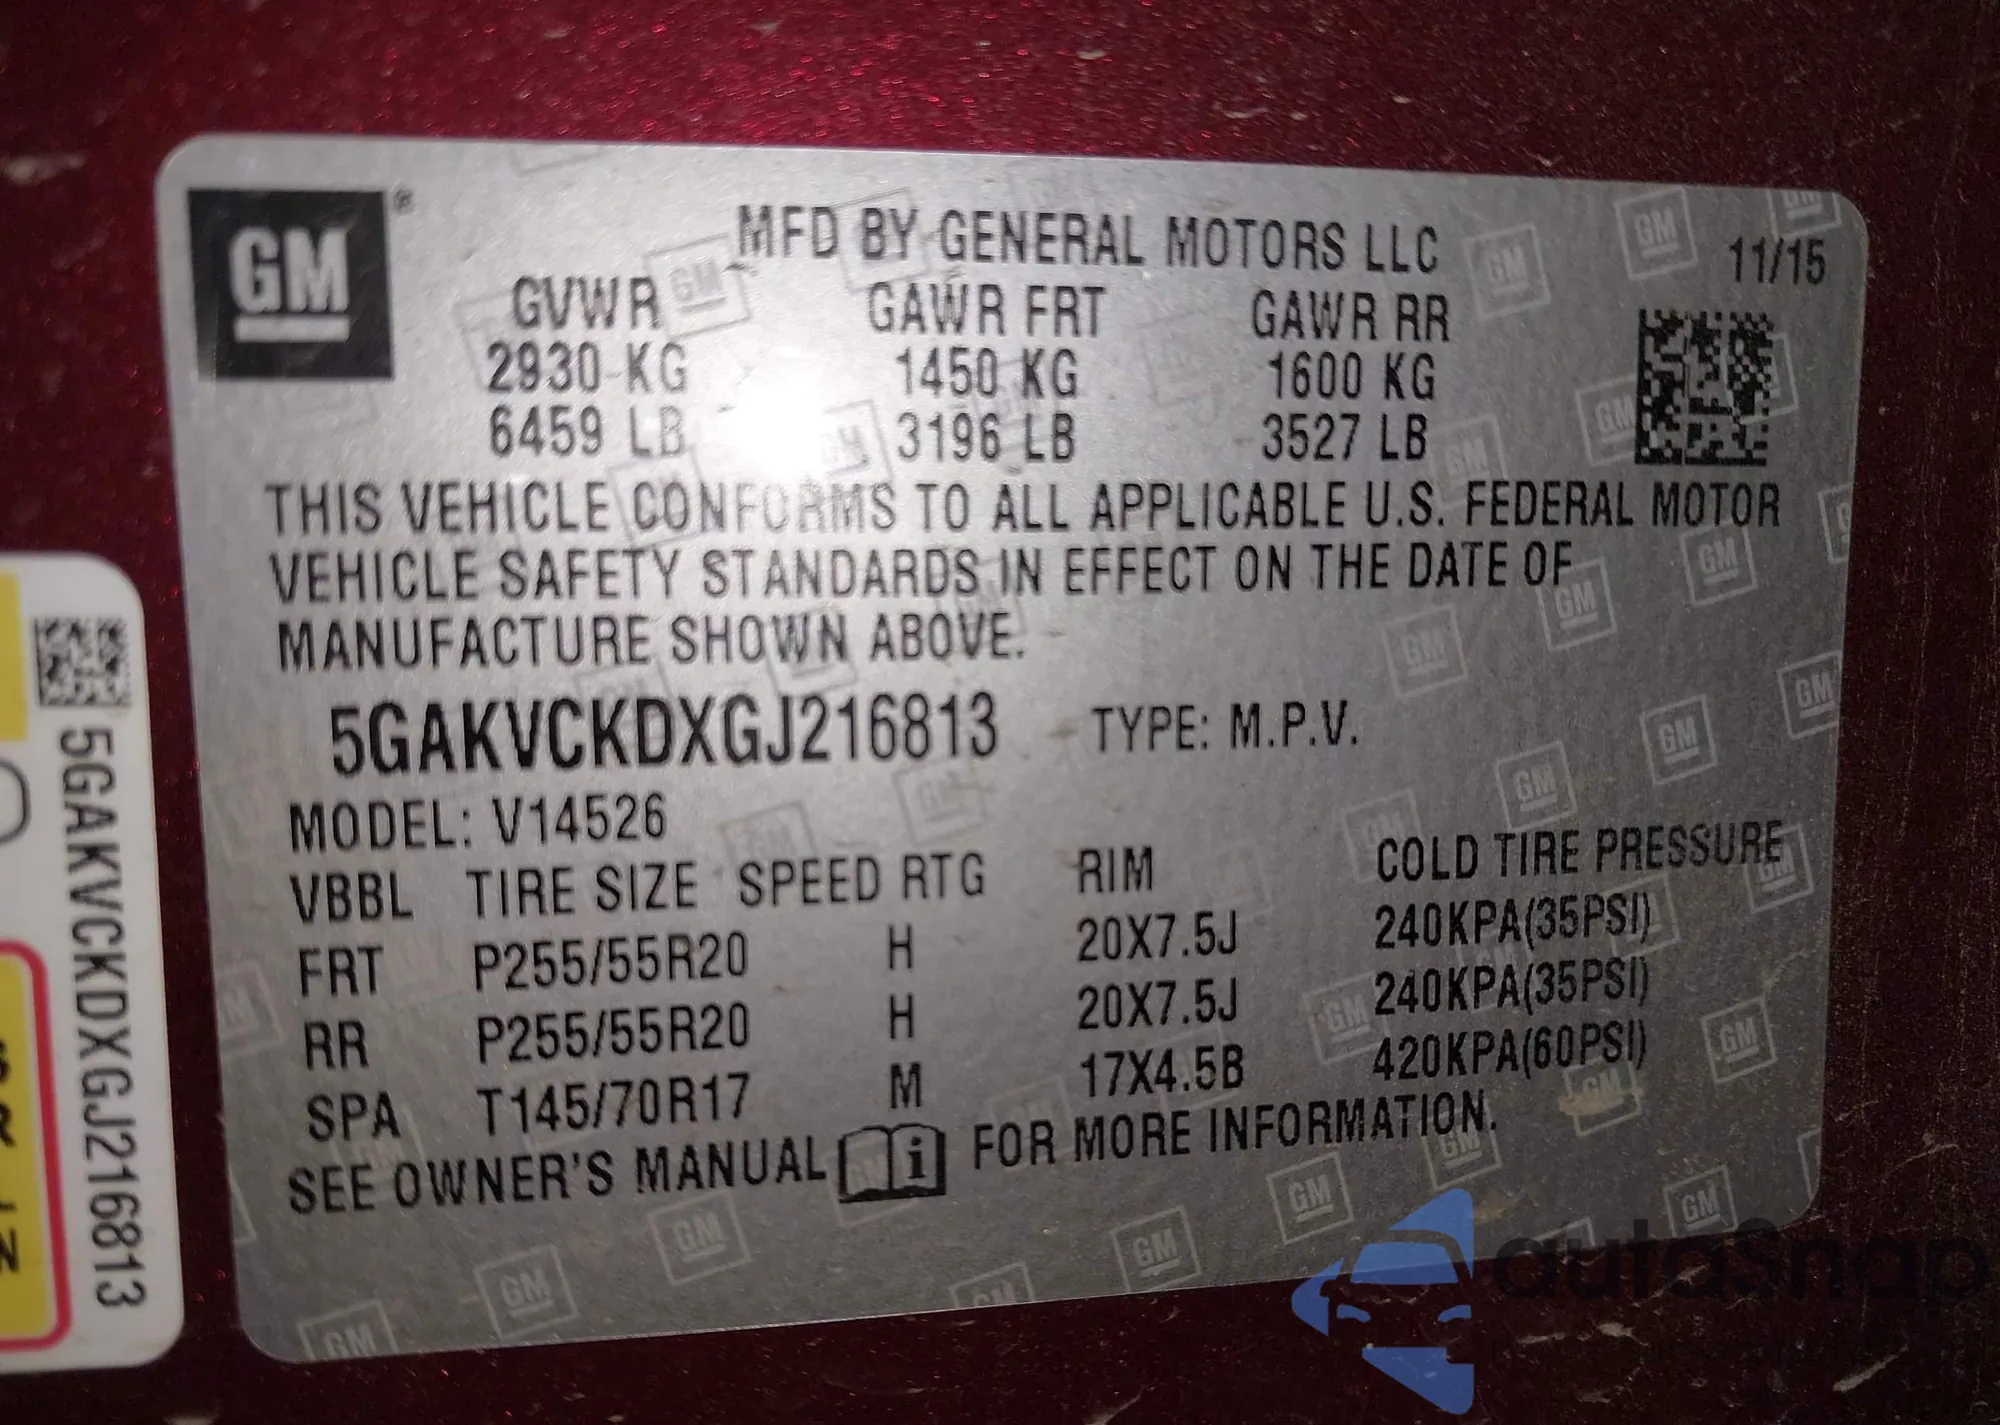 GM ®
MFD BY GENERAL MOTORS LLC
11/15
GVWR GAWR FRT GAWR RR
2930 KG 1450 KG 1600 KG
6459 LB 3196 LB 3527 LB
THIS VEHICLE CONFORMS TO ALL APPLICABLE U.S. FEDERAL MOTOR
VEHICLE SAFETY STANDARDS IN EFFECT ON THE DATE OF
MANUFACTURE SHOWN ABOVE.
5GAKVCKDXGJ216813 TYPE: M.P.V.
MODEL: V14526
VBBL TIRE SIZE SPEED RTG RIM COLD TIRE PRESSURE
FRT P255/55R20 H 20X7.5J 240KPA(35PSI)
RR P255/55R20 H 20X7.5J 240KPA(35PSI)
SPA T145/70R17 M 17X4.5B 420KPA(60PSI)
SEE OWNER'S MANUAL i FOR MORE INFORMATION.
5GAKVCKDXGJ216813
autaSnap